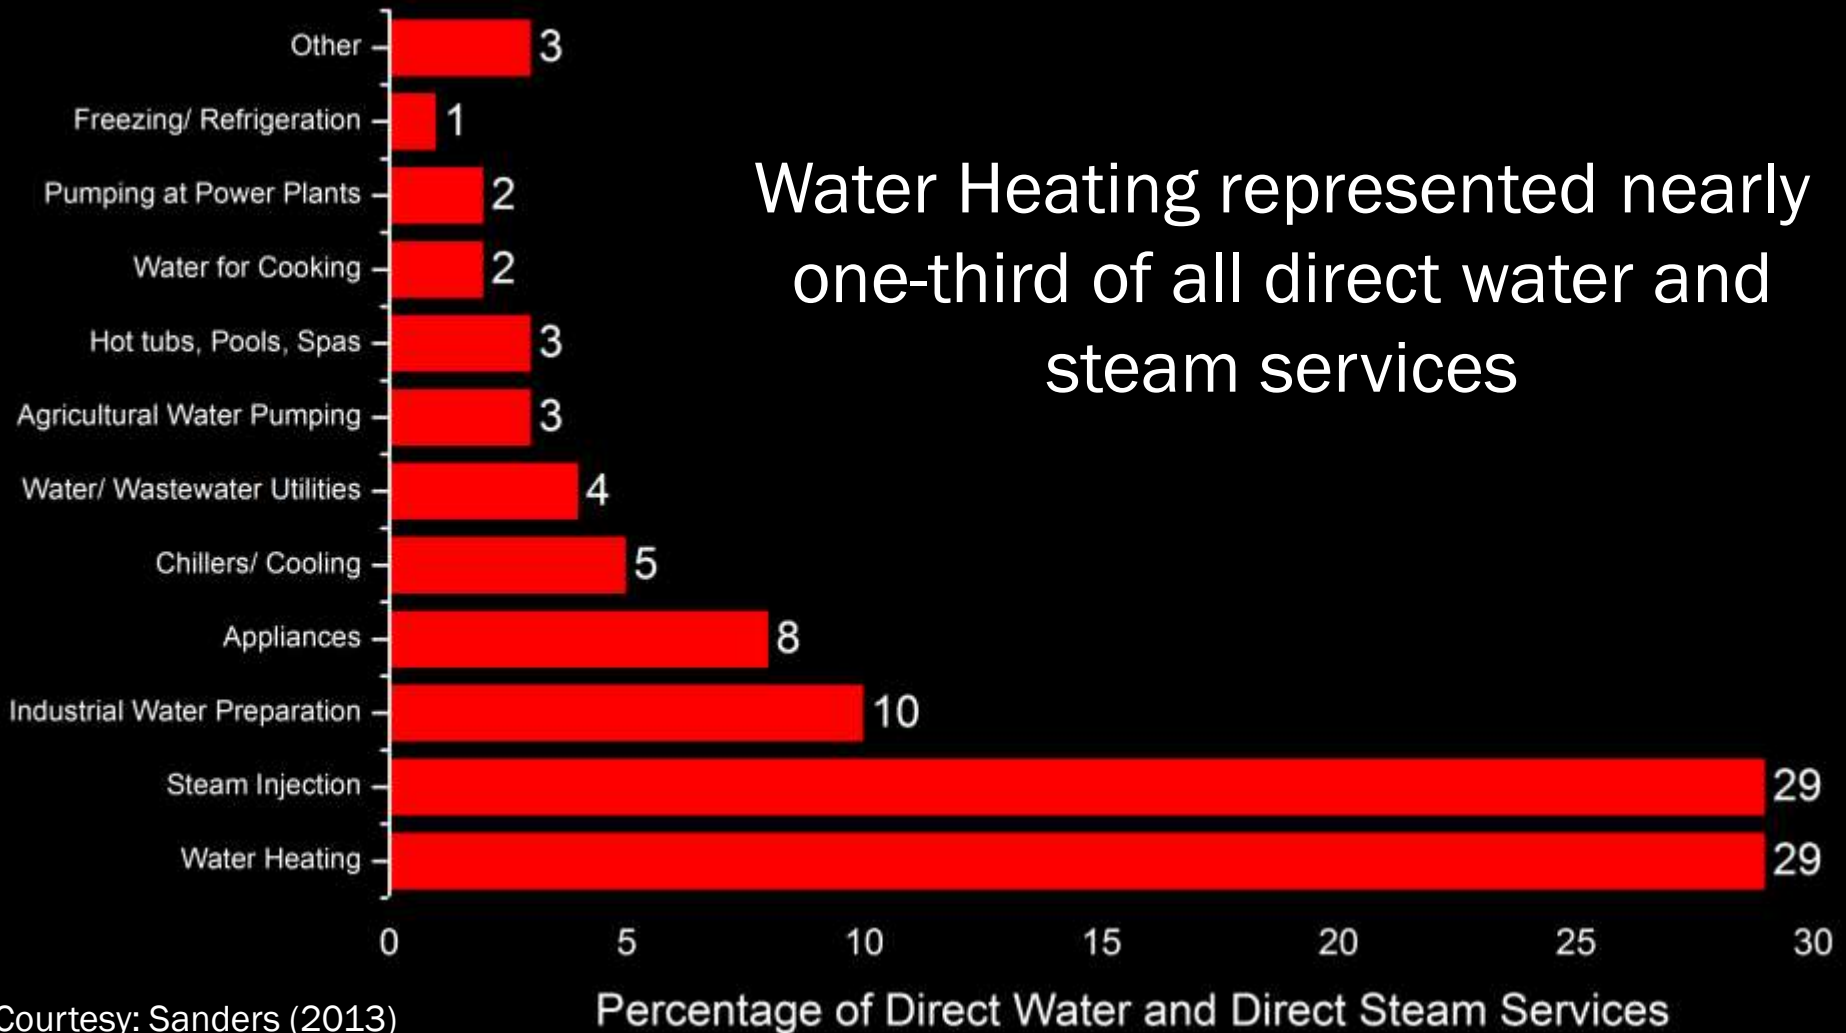 Other 3
Freezing/ Refrigeration 1
Pumping at Power Plants 2
Water for Cooking 2
Hot tubs, Pools, Spas 3
Agricultural Water Pumping 3
Water/ Wastewater Utilities 4
Chillers/ Cooling 5
Appliances 8
Industrial Water Preparation 10
Steam Injection 29
Water Heating 29
0 5 10 15 20 25 30
Percentage of Direct Water and Direct Steam Services
Water Heating represented nearly
one-third of all direct water and
steam services
Courtesy: Sanders (2013)